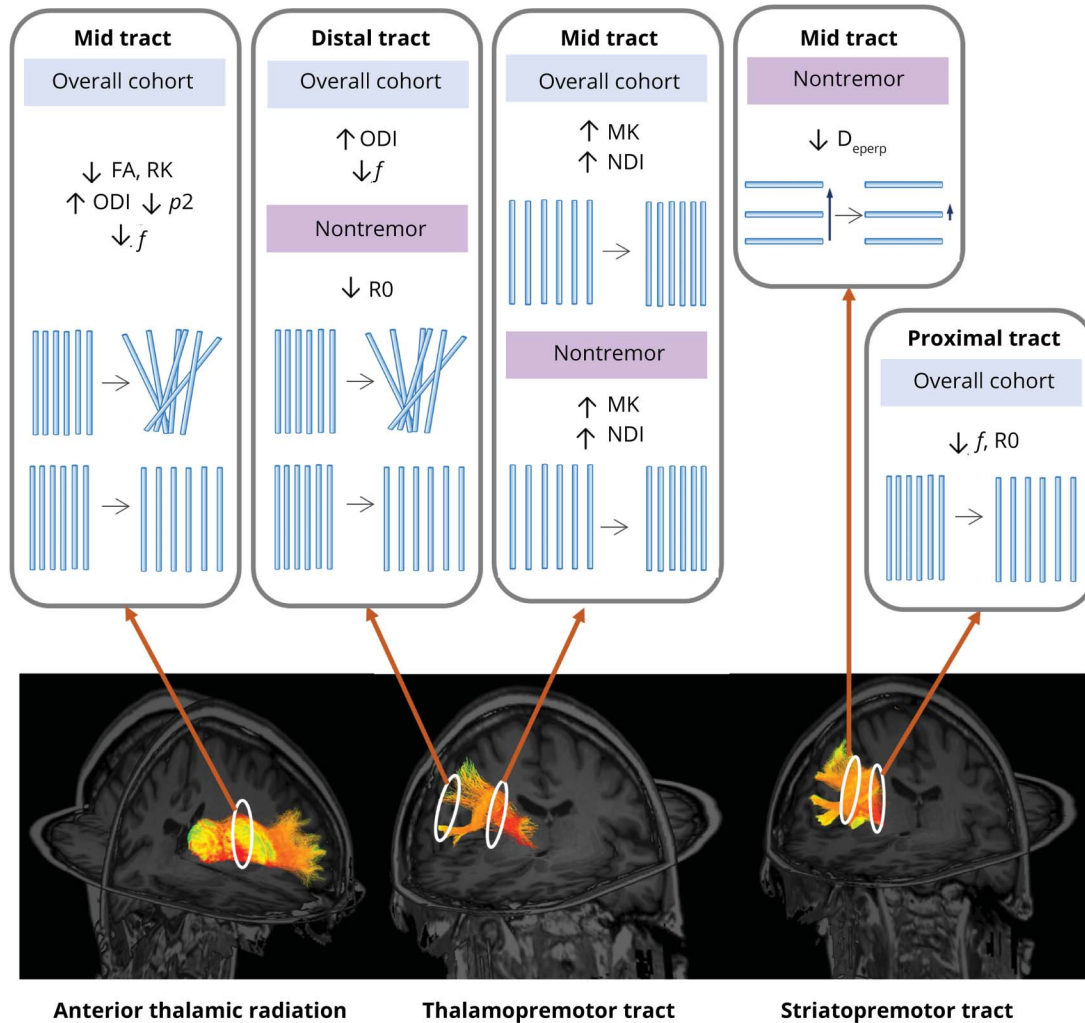 Mid tract
Overall cohort
↓ FA, RK
↑ ODI ↓ p2
↓ f
Distal tract
Overall cohort
↑ ODI
↓ f
Nontremor
↓ R0
Mid tract
Overall cohort
↑ MK
↑ NDI
Nontremor
↑ MK
↑ NDI
Mid tract
Nontremor
↓ Deperp
Proximal tract
Overall cohort
↓ f, R0
Anterior thalamic radiation
Thalamopremotor tract
Striatopremotor tract